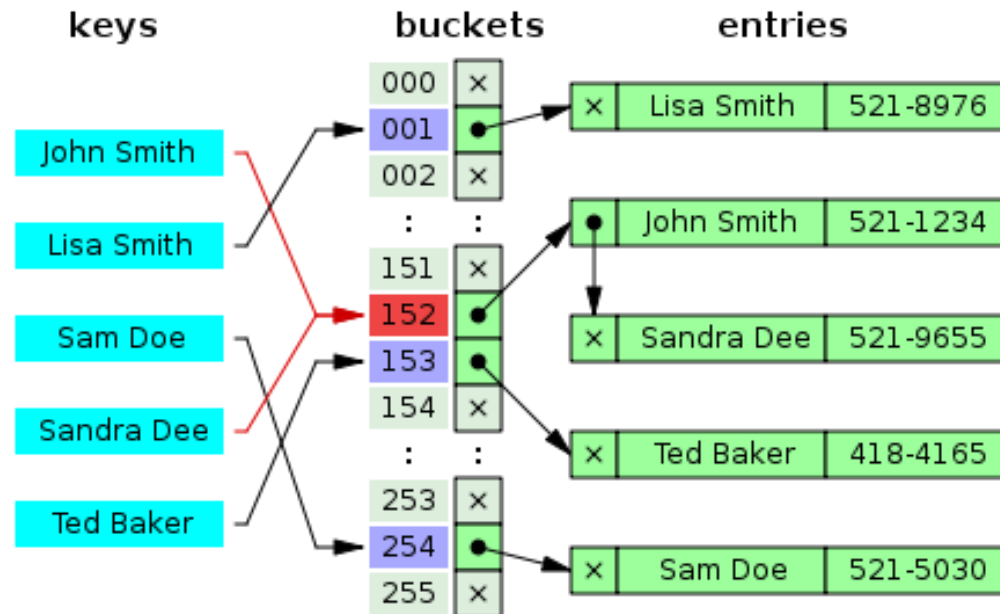 keys buckets entries
000 ×
Lisa Smith 521-8976
×
John Smith
001
002 ×
: :
Lisa Smith
John Smith 521-1234
151 ×
152
Sam Doe
× Sandra Dee 521-9655
153
154 ×
Sandra Dee
: :
× Ted Baker 418-4165
253 ×
Ted Baker
254
× Sam Doe 521-5030
255 ×